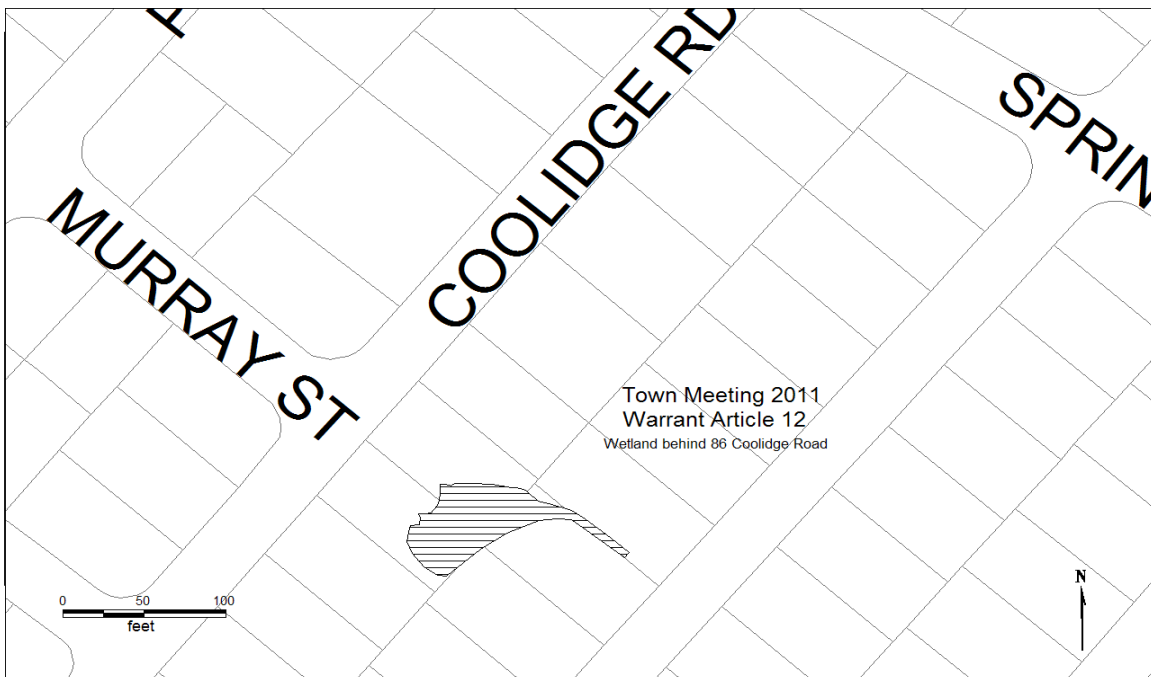 COOLIDGE RD
SPRIN
MURRAY ST
Town Meeting 2011
Warrant Article 12
Wetland behind 86 Coolidge Road
0 50 100
feet
N